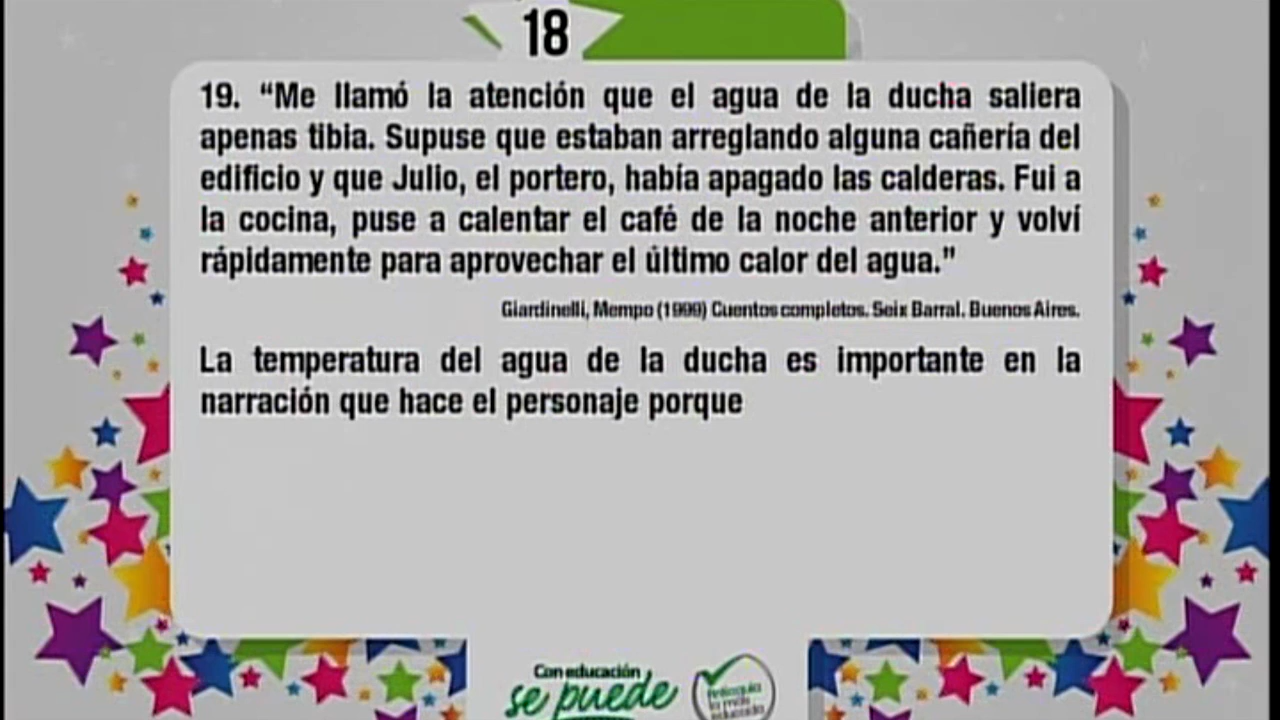 18
19. “Me llamó la atención que el agua de la ducha saliera
apenas tibia. Supuse que estaban arreglando alguna cañería del
edificio y que Julio, el portero, había apagado las calderas. Fui a
la cocina, puse a calentar el café de la noche anterior y volví
rápidamente para aprovechar el último calor del agua.”
Giardinelli, Mempo (1999) Cuentos completos. Seix Barral. Buenos Aires.
La temperatura del agua de la ducha es importante en la
narración que hace el personaje porque
Con educación
se puede
Antioquia
la más
educada